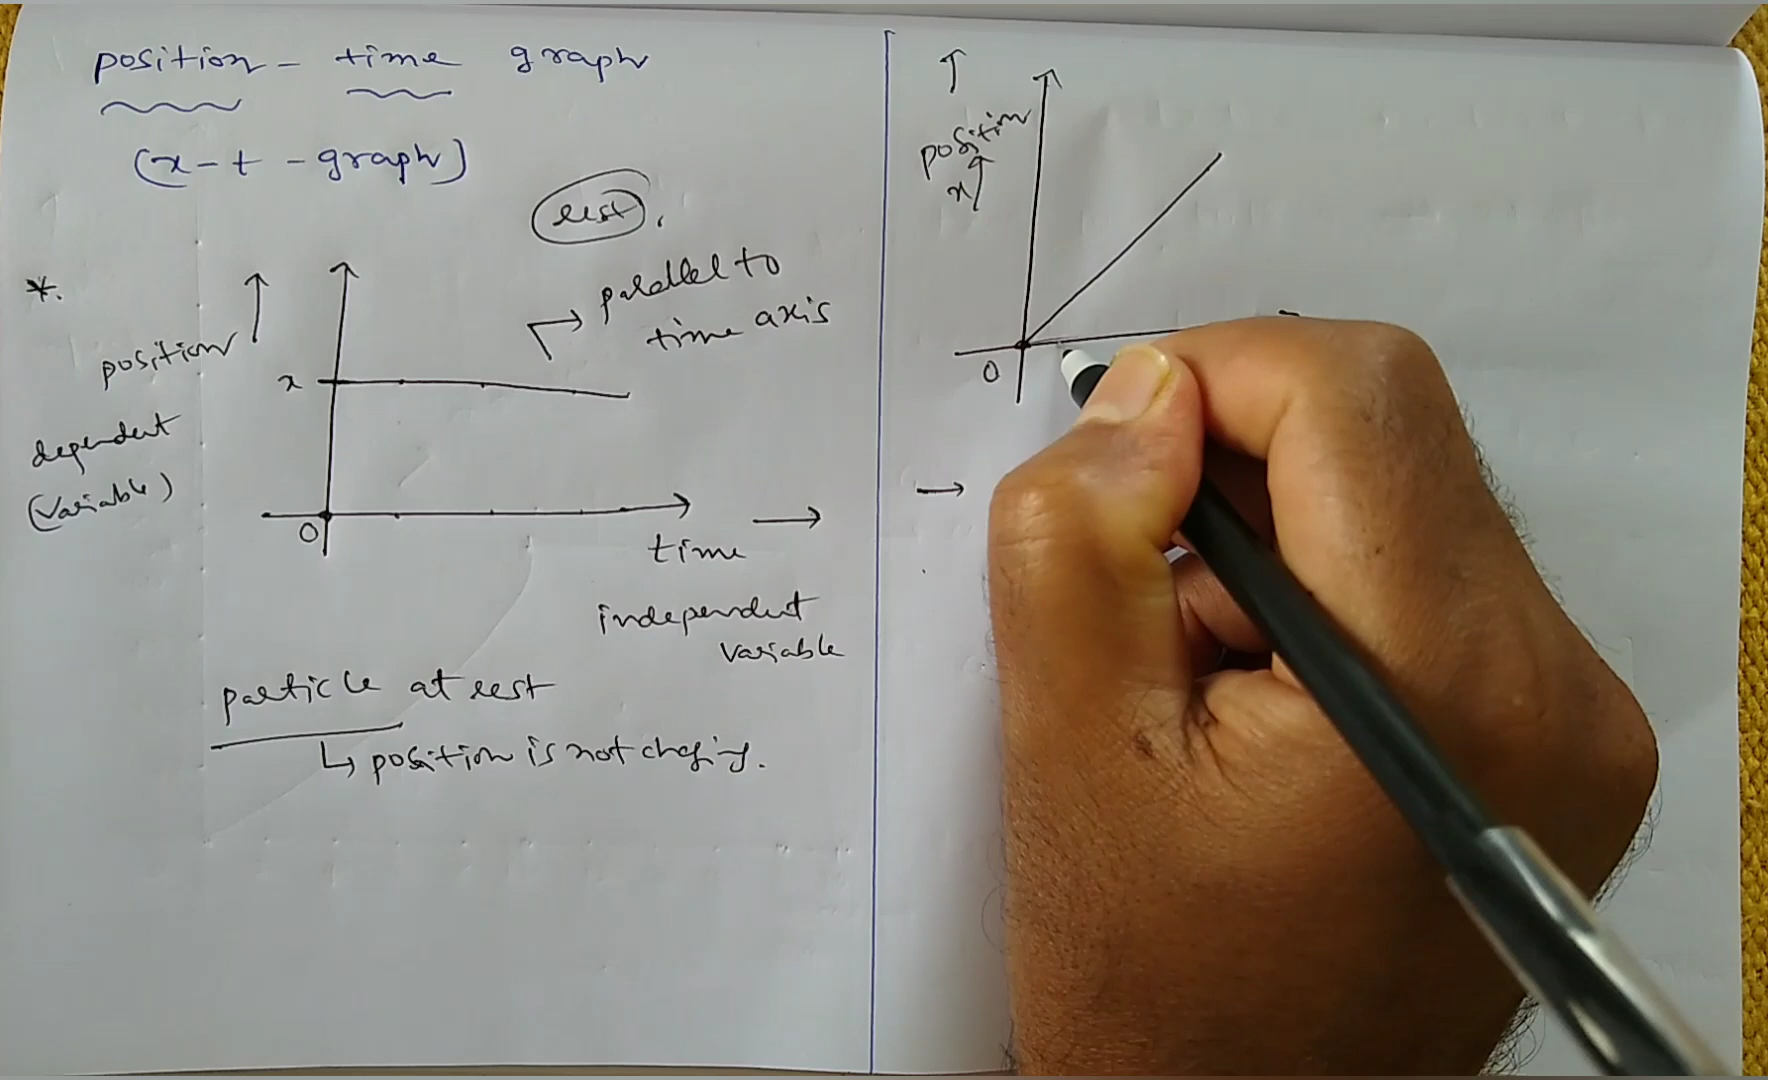 position - time graph
(x-t-graph)
rest.
*.
parallel to
time axis
position
x
dependent
(variable)
0
time
independent
variable
particle at rest
↳ position is not chging.
position
x
0